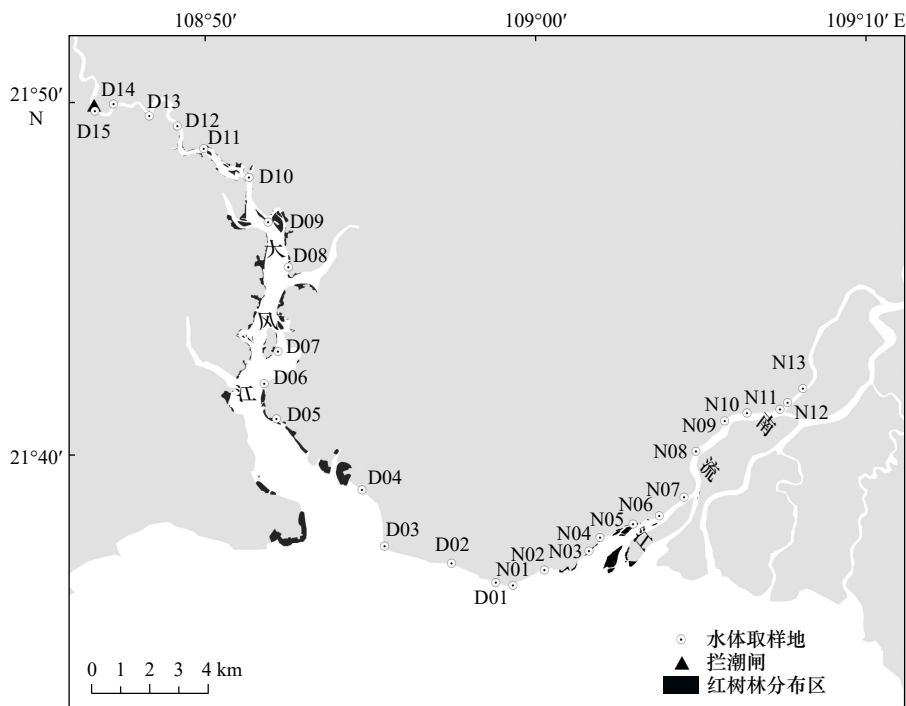 108°50′
109°00′
109°10′ E
21°50′
N
21°40′
D14
D13
D15
D12
D11
D10
D09
大
D08
风
D07
D06
江
D05
D04
D03
D02
D01
N13
N11
N10
N12
N09
南
N08
流
N07
N06
N05
N04
江
N03
N02
N01
0 1 2 3 4 km
水体取样地
拦潮闸
红树林分布区